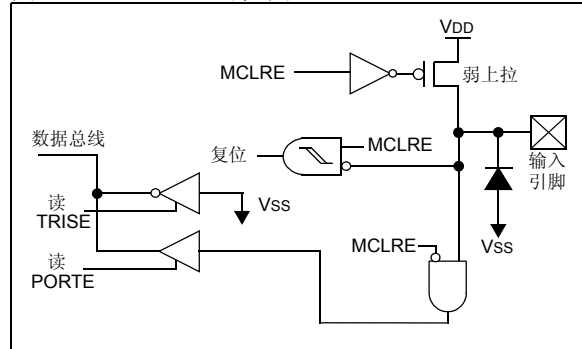 VDD
MCLRE
弱上拉
数据总线
复位
MCLRE
输入
引脚
读
TRISE
VSS
VSS
MCLRE
读
PORTE